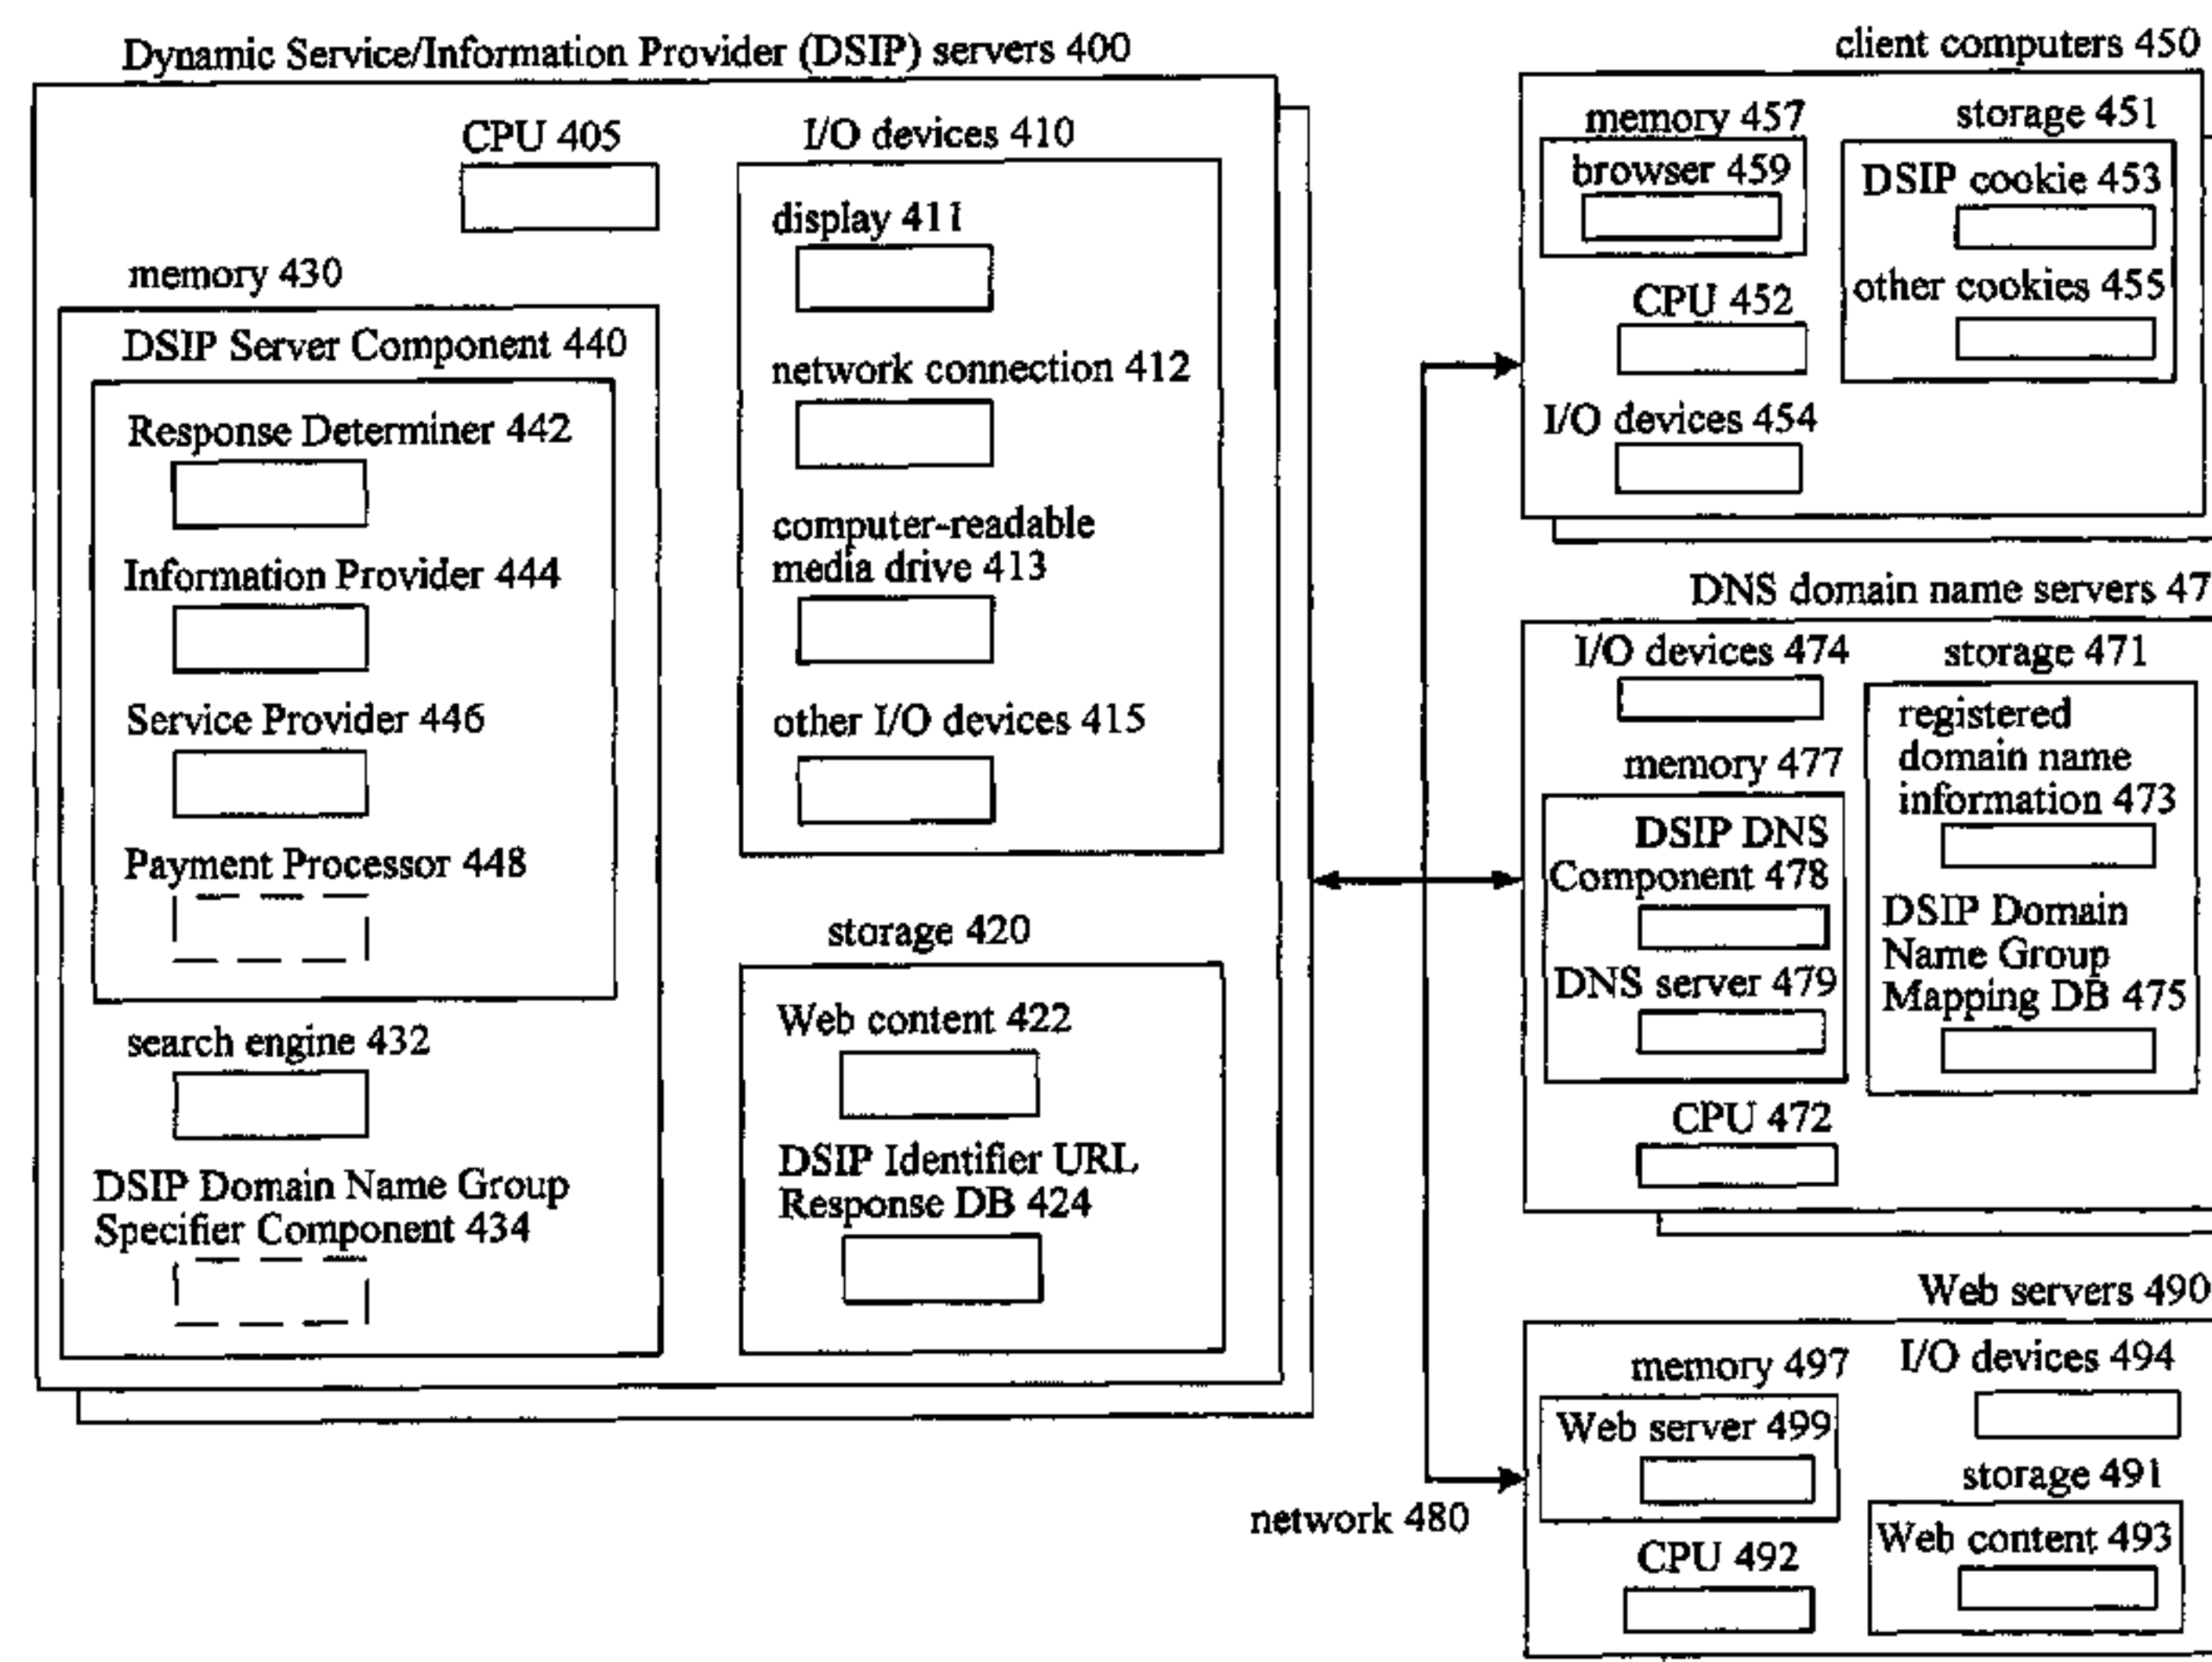 Dynamic Service/Information Provider (DSIP) servers 400
CPU 405
I/O devices 410
display 411
network connection 412
computer-readable
media drive 413
other I/O devices 415
memory 430
DSIP Server Component 440
Response Determiner 442
Information Provider 444
Service Provider 446
Payment Processor 448
search engine 432
DSIP Domain Name Group
Specifier Component 434
storage 420
Web content 422
DSIP Identifier URL
Response DB 424
network 480
client computers 450
memory 457
browser 459
storage 451
DSIP cookie 453
other cookies 455
CPU 452
I/O devices 454
DNS domain name servers 47
I/O devices 474
storage 471
registered
domain name
information 473
DSIP Domain
Name Group
Mapping DB 475
memory 477
DSIP DNS
Component 478
DNS server 479
CPU 472
Web servers 490
memory 497
Web server 499
I/O devices 494
storage 491
Web content 493
CPU 492